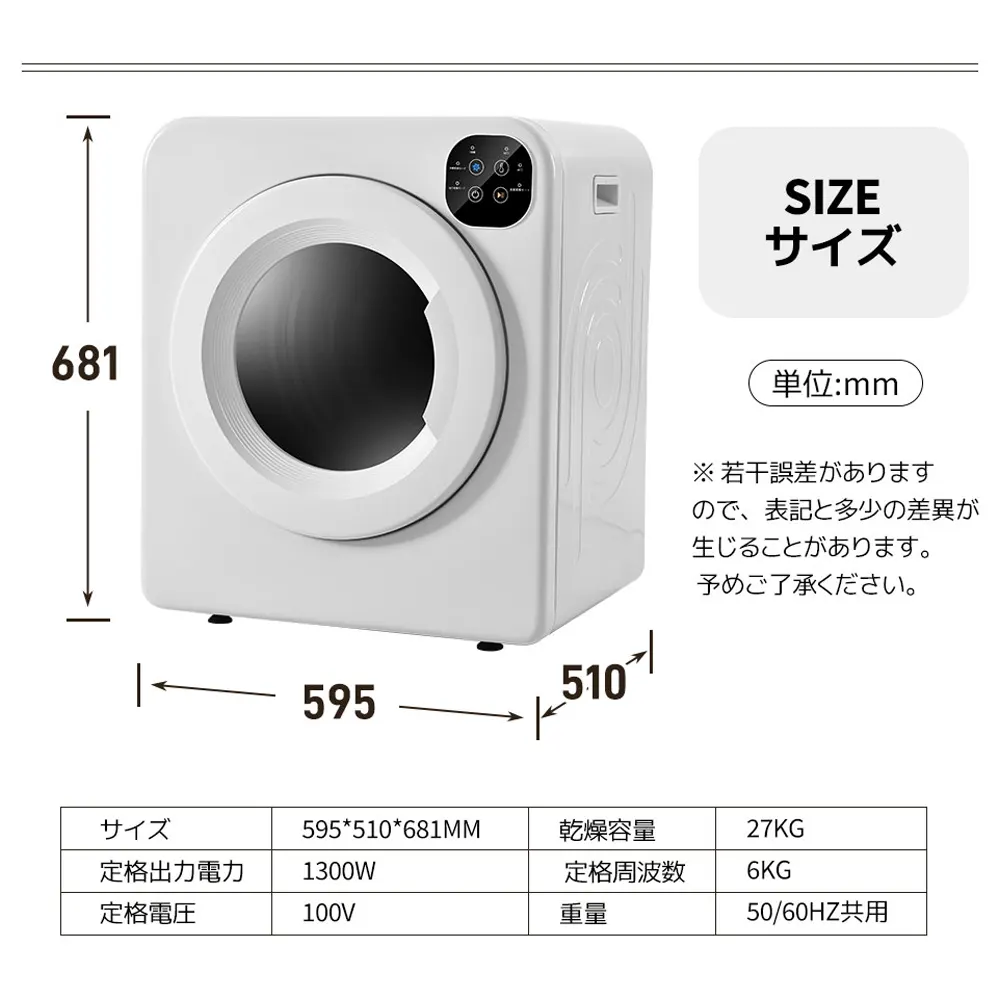 SIZE
サイズ
681
単位:mm
※ 若干誤差があります
ので、表記と多少の差異が
生じることがあります。
予めご了承ください。
510
595
サイズ 595*510*681MM 乾燥容量 27KG
定格出力電力 1300W 定格周波数 6KG
定格電圧 100V 重量 50/60HZ共用